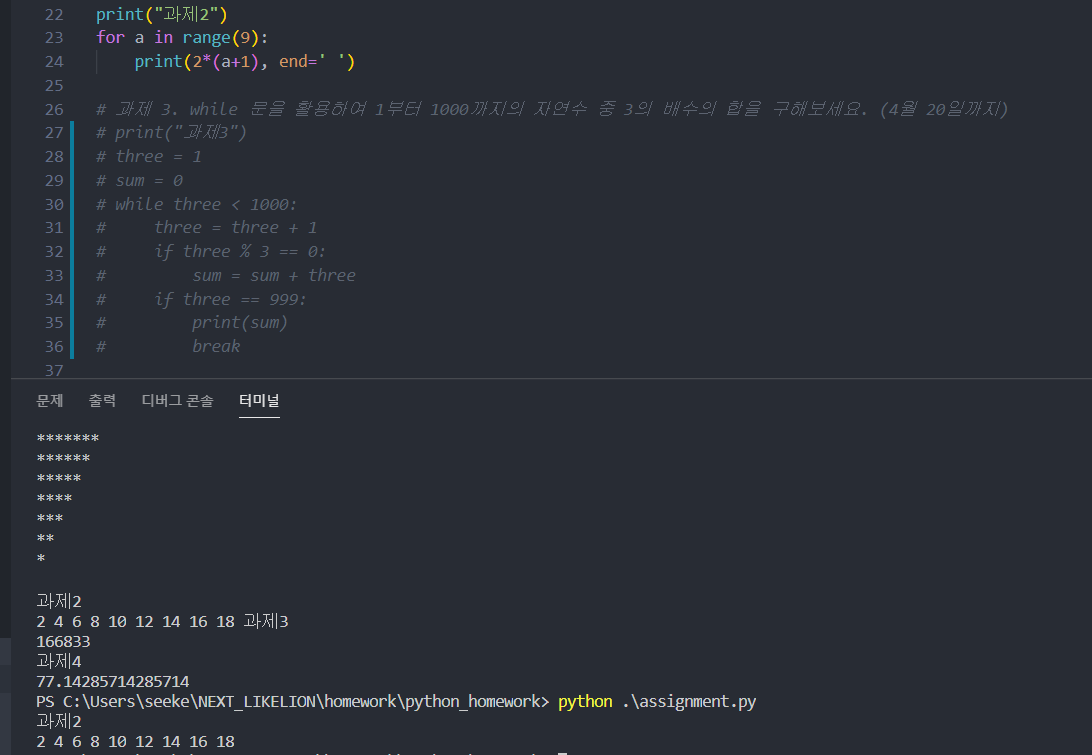 22 print("과제2")
23 for a in range(9):
24     print(2*(a+1), end=' ')
25
26 # 과제 3. while 문을 활용하여 1부터 1000까지의 자연수 중 3의 배수의 합을 구해보세요. (4월 20일까지)
27 # print("과제3")
28 # three = 1
29 # sum = 0
30 # while three < 1000:
31 #     three = three + 1
32 #     if three % 3 == 0:
33 #         sum = sum + three
34 #     if three == 999:
35 #         print(sum)
36 #         break
37
문제 출력 디버그 콘솔 터미널
*******
******
*****
****
***
**
*
과제2
2 4 6 8 10 12 14 16 18 과제3
166833
과제4
77.14285714285714
PS C:\Users\seeke\NEXT_LIKELION\homework\python_homework> python .\assignment.py
과제2
2 4 6 8 10 12 14 16 18